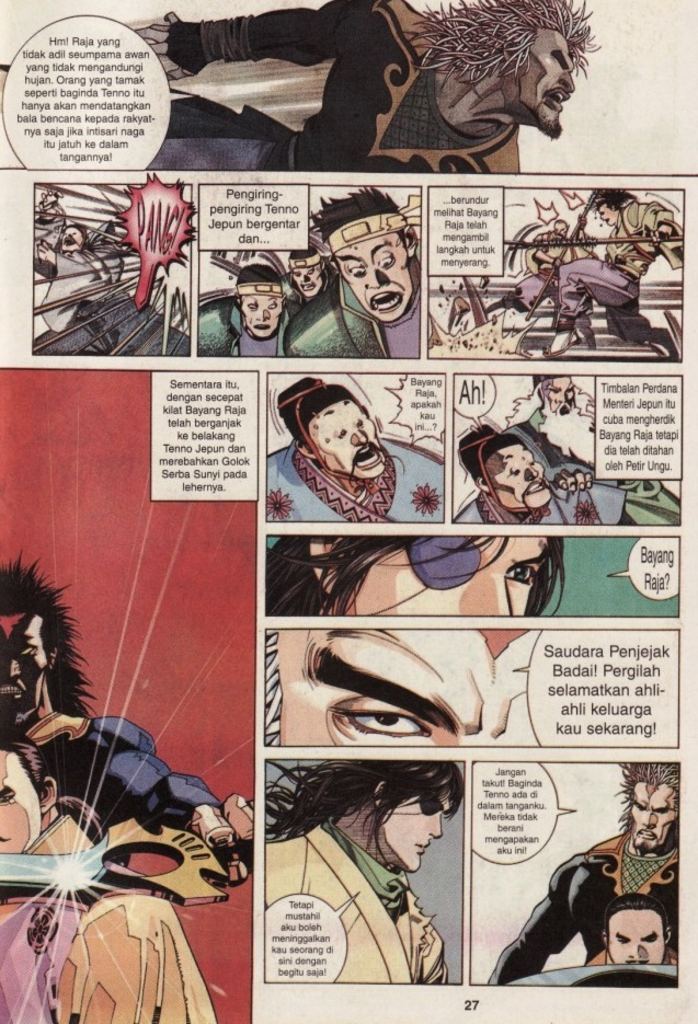 Hm! Raja yang
tidak adil seumpama awan
yang tidak mengandungi
hujan. Orang yang tamak
seperti baginda Tenno itu
hanya akan mendatangkan
bala bencana kepada rakyat-
nya saja jika intisari naga
itu jatuh ke dalam
tangannya!
PANG!
Pengiring-
pengiring Tenno
Jepun bergentar
dan...
...berundur
melihat Bayang
Raja telah
mengambil
langkah untuk
menyerang.
Sementara itu,
dengan secepat
kilat Bayang Raja
telah berganjak
ke belakang
Tenno Jepun dan
merebahkan Golok
Serba Sunyi pada
lehernya.
Bayang
Raja,
apakah
kau
ini...?
Ah!
Timbalan Perdana
Menteri Jepun itu
cuba mengherdik
Bayang Raja tetapi
dia telah ditahan
oleh Petir Ungu.
Bayang
Raja?
Saudara Penjejak
Badai! Pergilah
selamatkan ahli-
ahli keluarga
kau sekarang!
Tetapi
mustahil
aku boleh
meninggalkan
kau seorang di
sini dengan
begitu saja!
Jangan
takut! Baginda
Tenno ada di
dalam tanganku.
Mereka tidak
berani
mengapakan
aku ini!
27